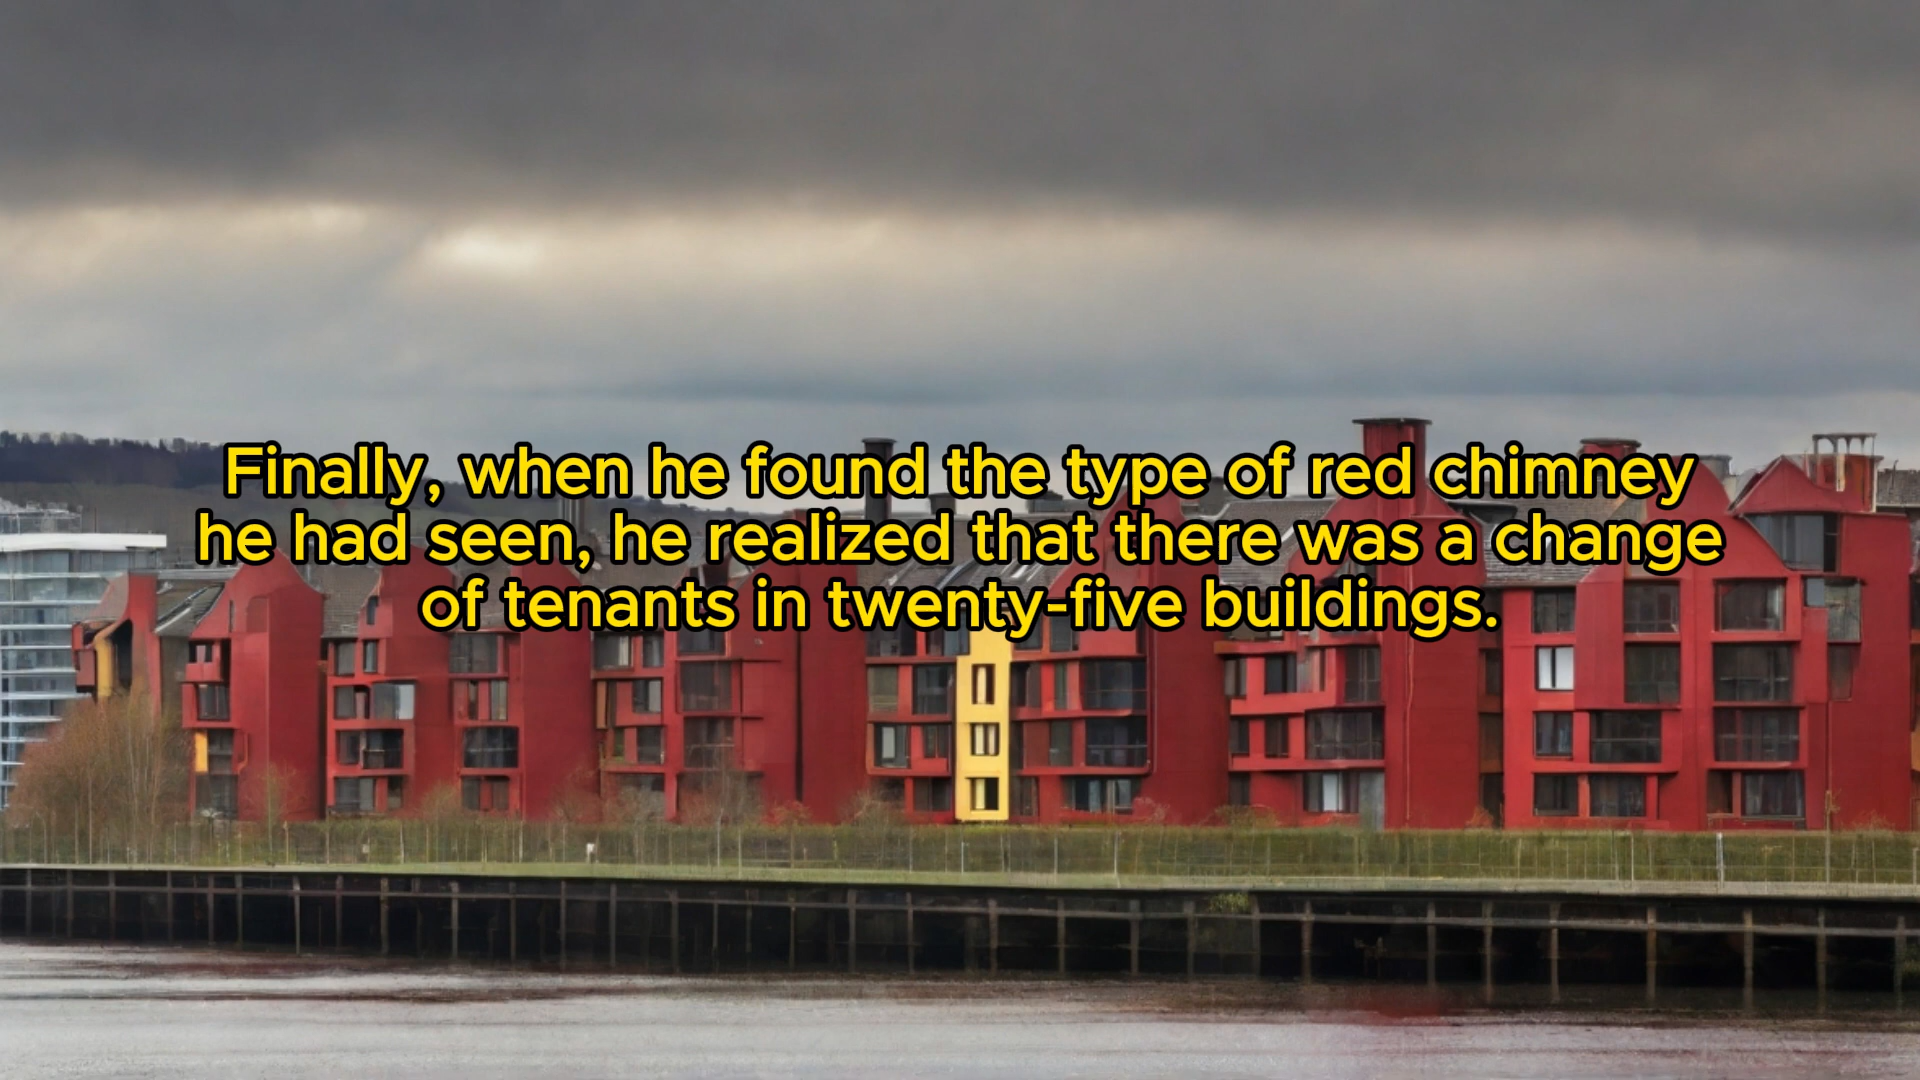 Finally, when he found the type of red chimney
he had seen, he realized that there was a change
of tenants in twenty-five buildings.